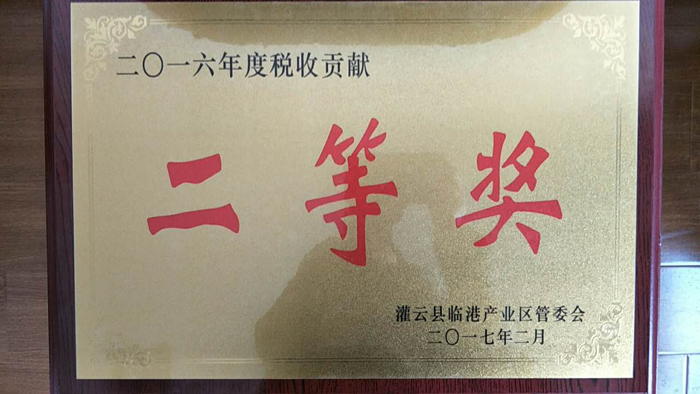 二〇一六年度税收贡献
二等奖
灌云县临港产业区管委会
二〇一七年二月